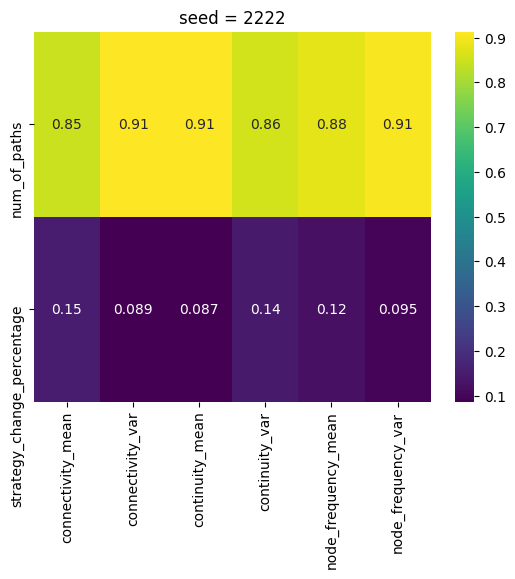 seed = 2222
num_of_paths
0.85 0.91 0.91 0.86 0.88 0.91
strategy_change_percentage
0.15 0.089 0.087 0.14 0.12 0.095
connectivity_mean
connectivity_var
continuity_mean
continuity_var
node_frequency_mean
node_frequency_var
0.9
0.8
0.7
0.6
0.5
0.4
0.3
0.2
0.1